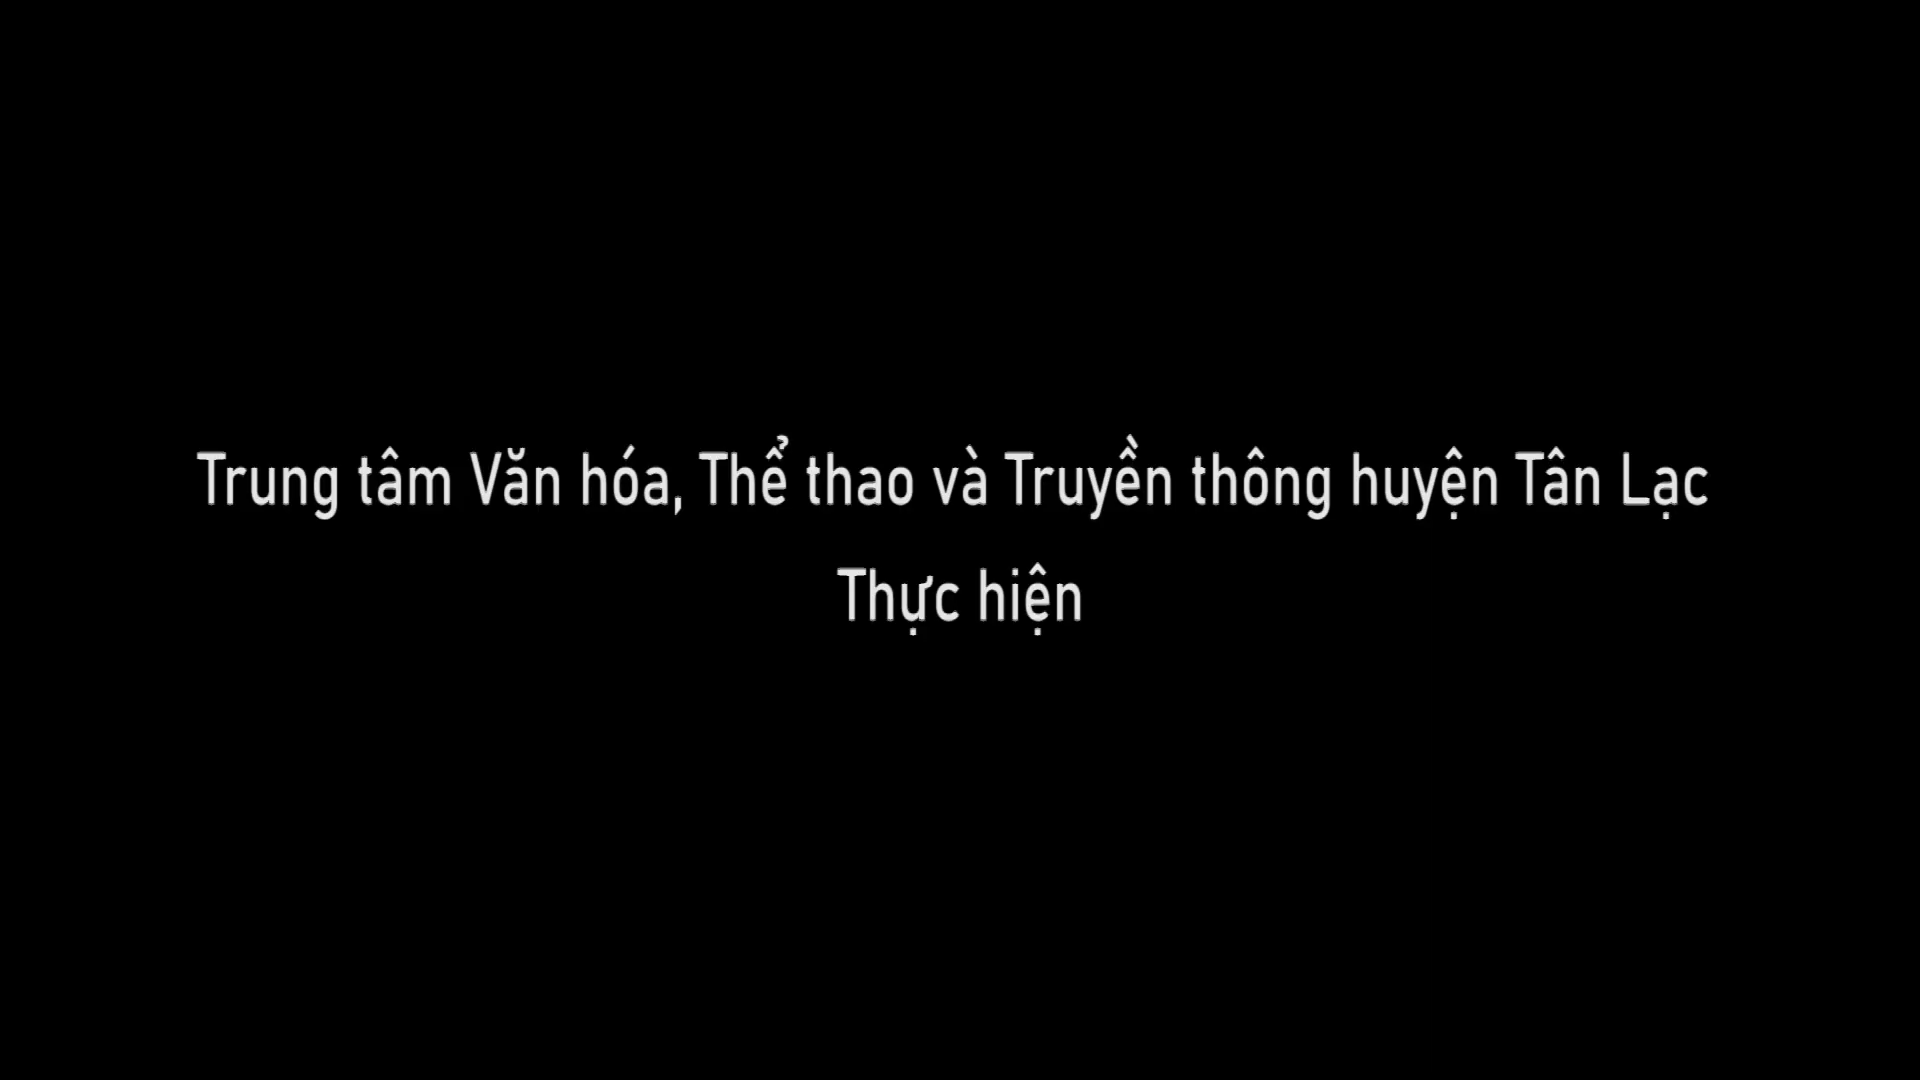 Trung tâm Văn hóa, Thể thao và Truyền thông huyện Tân Lạc
Thực hiện